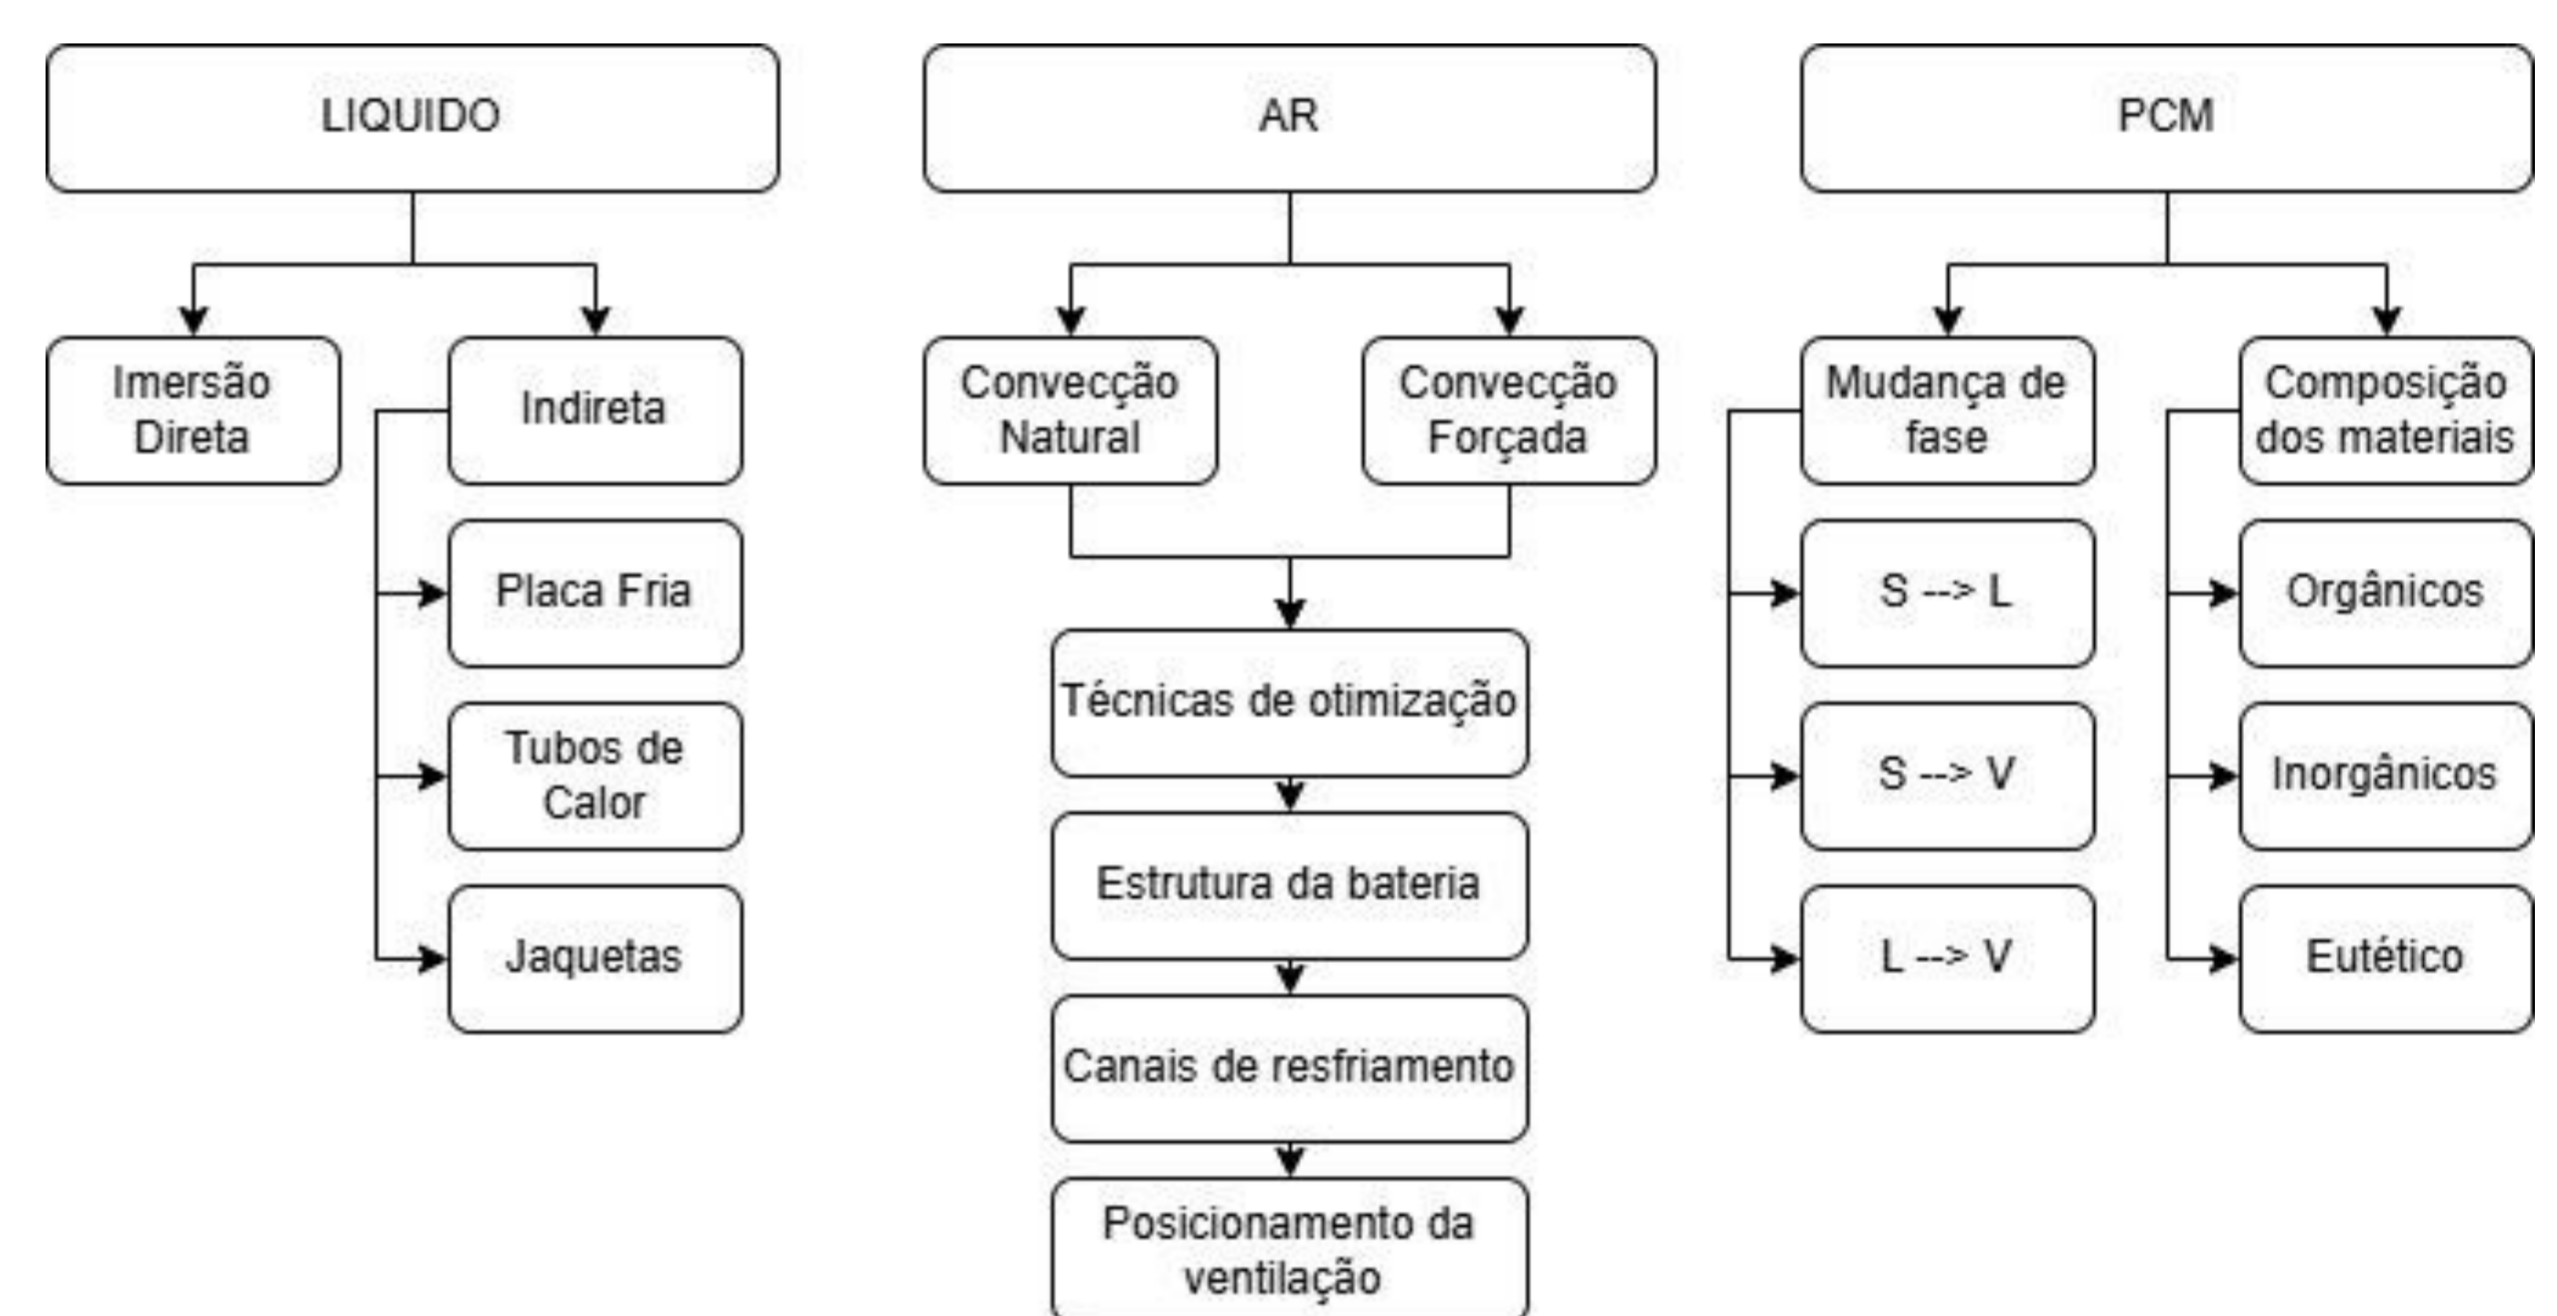 LIQUIDO
Imersão
Direta
Indireta
Placa Fria
Tubos de
Calor
Jaquetas
AR
Convecção
Natural
Convecção
Forçada
Técnicas de otimização
Estrutura da bateria
Canais de resfriamento
Posicionamento da
ventilação
PCM
Mudança de
fase
S --> L
S --> V
L --> V
Composição
dos materiais
Orgânicos
Inorgânicos
Eutético